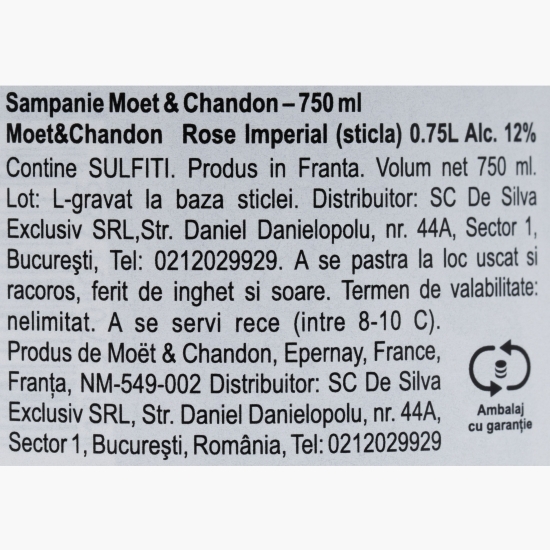 Sampanie Moet & Chandon – 750 ml
Moet&Chandon Rose Imperial (sticla) 0.75L Alc. 12%
Contine SULFITI. Produs in Franta. Volum net 750 ml.
Lot: L-gravat la baza sticlei. Distribuitor: SC De Silva
Exclusiv SRL,Str. Daniel Danielopolu, nr. 44A, Sector 1,
Bucureşti, Tel: 0212029929. A se pastra la loc uscat si
racoros, ferit de inghet si soare. Termen de valabilitate:
nelimitat. A se servi rece (intre 8-10 C).
Produs de Moët & Chandon, Epernay, France,
Franța, NM-549-002 Distribuitor: SC De Silva
Exclusiv SRL, Str. Daniel Danielopolu, nr. 44A,
Sector 1, Bucureşti, România, Tel: 0212029929
Ambalaj
cu garanție